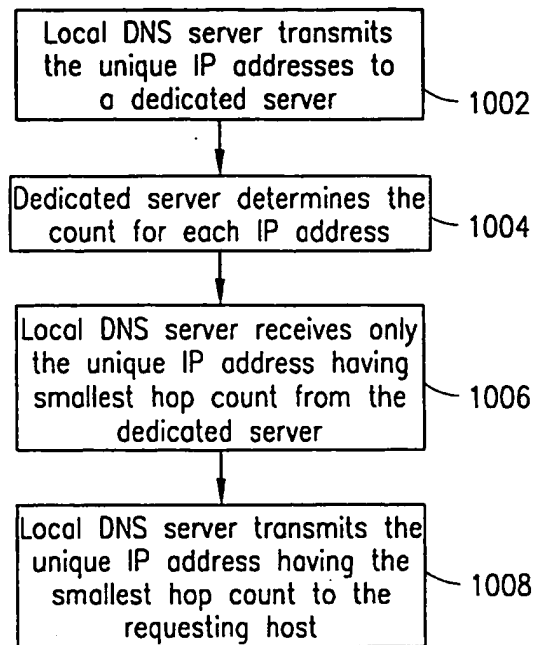 Local DNS server transmits
the unique IP addresses to
a dedicated server
1002
Dedicated server determines the
count for each IP address
1004
Local DNS server receives only
the unique IP address having
smallest hop count from the
dedicated server
1006
Local DNS server transmits the
unique IP address having the
smallest hop count to the
requesting host
1008